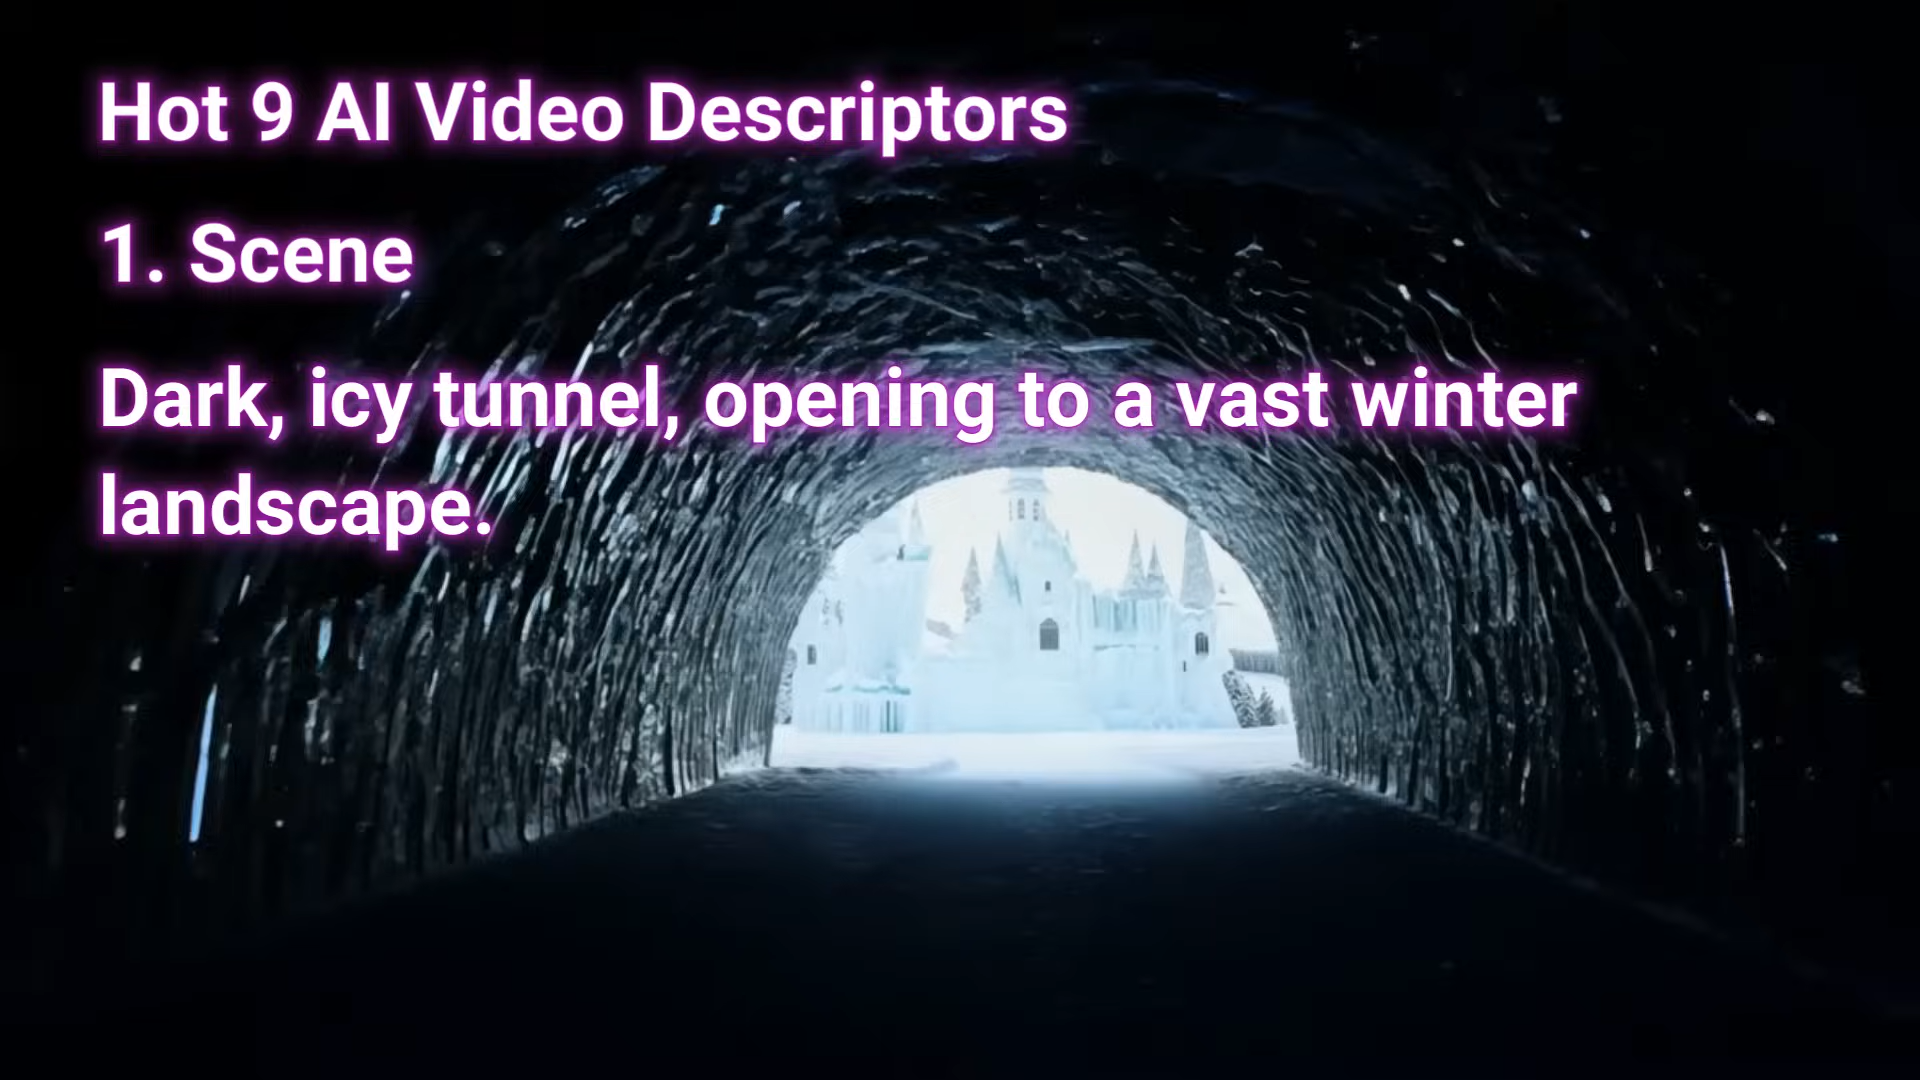 Hot 9 AI Video Descriptors
1. Scene
Dark, icy tunnel, opening to a vast winter
landscape.